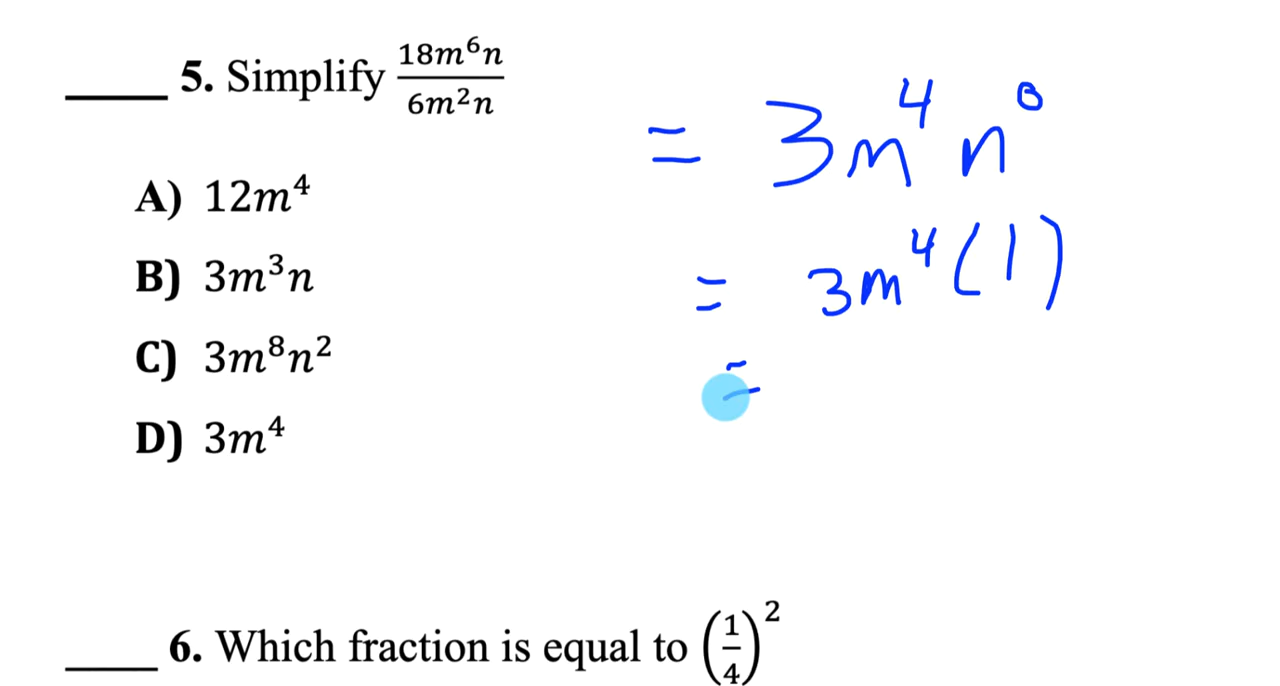 _____ 5. Simplify 18m⁶n/6m²n
= 3m⁴n⁰
A) 12m⁴
= 3m⁴(1)
B) 3m³n
C) 3m⁸n²
=
D) 3m⁴
_____ 6. Which fraction is equal to (1/4)²